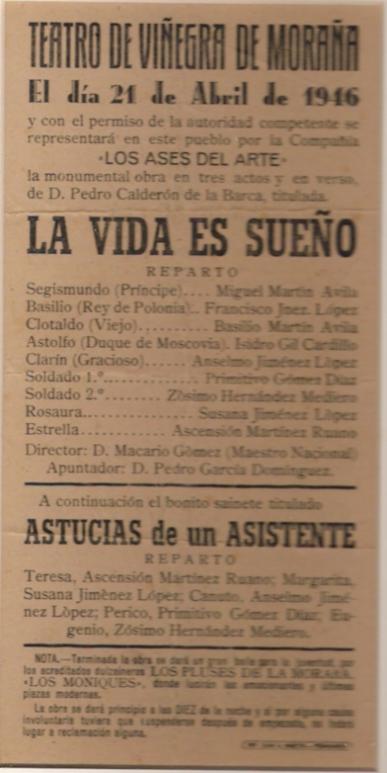 TEATRO DE VIÑEGRA DE MORAÑA
El día 21 de Abril de 1946
y con el permiso de la autoridad competente se
representará en este pueblo por la Compañía
«LOS ASES DEL ARTE»
la monumental obra en tres actos y en verso,
de D. Pedro Calderón de la Barca, titulada.
LA VIDA ES SUEÑO
REPARTO
Segismundo (Príncipe).... Miguel Martín Avila
Basilio (Rey de Polonia).. Francisco Jnez. López
Clotaldo (Viejo).......... Basilio Martín Avila
Astolfo (Duque de Moscovia). Isidro Gil Cardillo
Clarín (Gracioso)...... Anselmo Jiménez Lòpez
Soldado 1.º............ Primitivo Gómez Díaz
Soldado 2.º........ Zòsimo Hernández Mediero
Rosaura.............. Susana Jiménez Lòpez
Estrella........... Ascensión Martínez Ruano
Director: D. Macario Gòmez (Maestro Nacional)
Apuntador: D. Pedro García Domínguez.
A continuación el bonito sainete titulado
ASTUCIAS de un ASISTENTE
REPARTO
Teresa, Ascensión Martínez Ruano; Margarita,
Susana Jimènez López; Canuto, Anselmo Jimé-
nez Lòpez; Perico, Primitivo Gómez Díaz; Eu-
genio, Zósimo Hernández Mediero.
NOTA.—Terminada la obra se dará un gran baile para la juventud, por
los acreditados dulzaineros LOS PLUSES DE LA MORAÑA,
«LOS MONIQUES», donde lucirán las emocionantes y últimas
piezas modernas.
La obra se dará principio a las DIEZ de la noche y si por alguna causa
involuntaria tuviera que suspenderse después de empezada, no habrá
lugar a reclamación alguna.